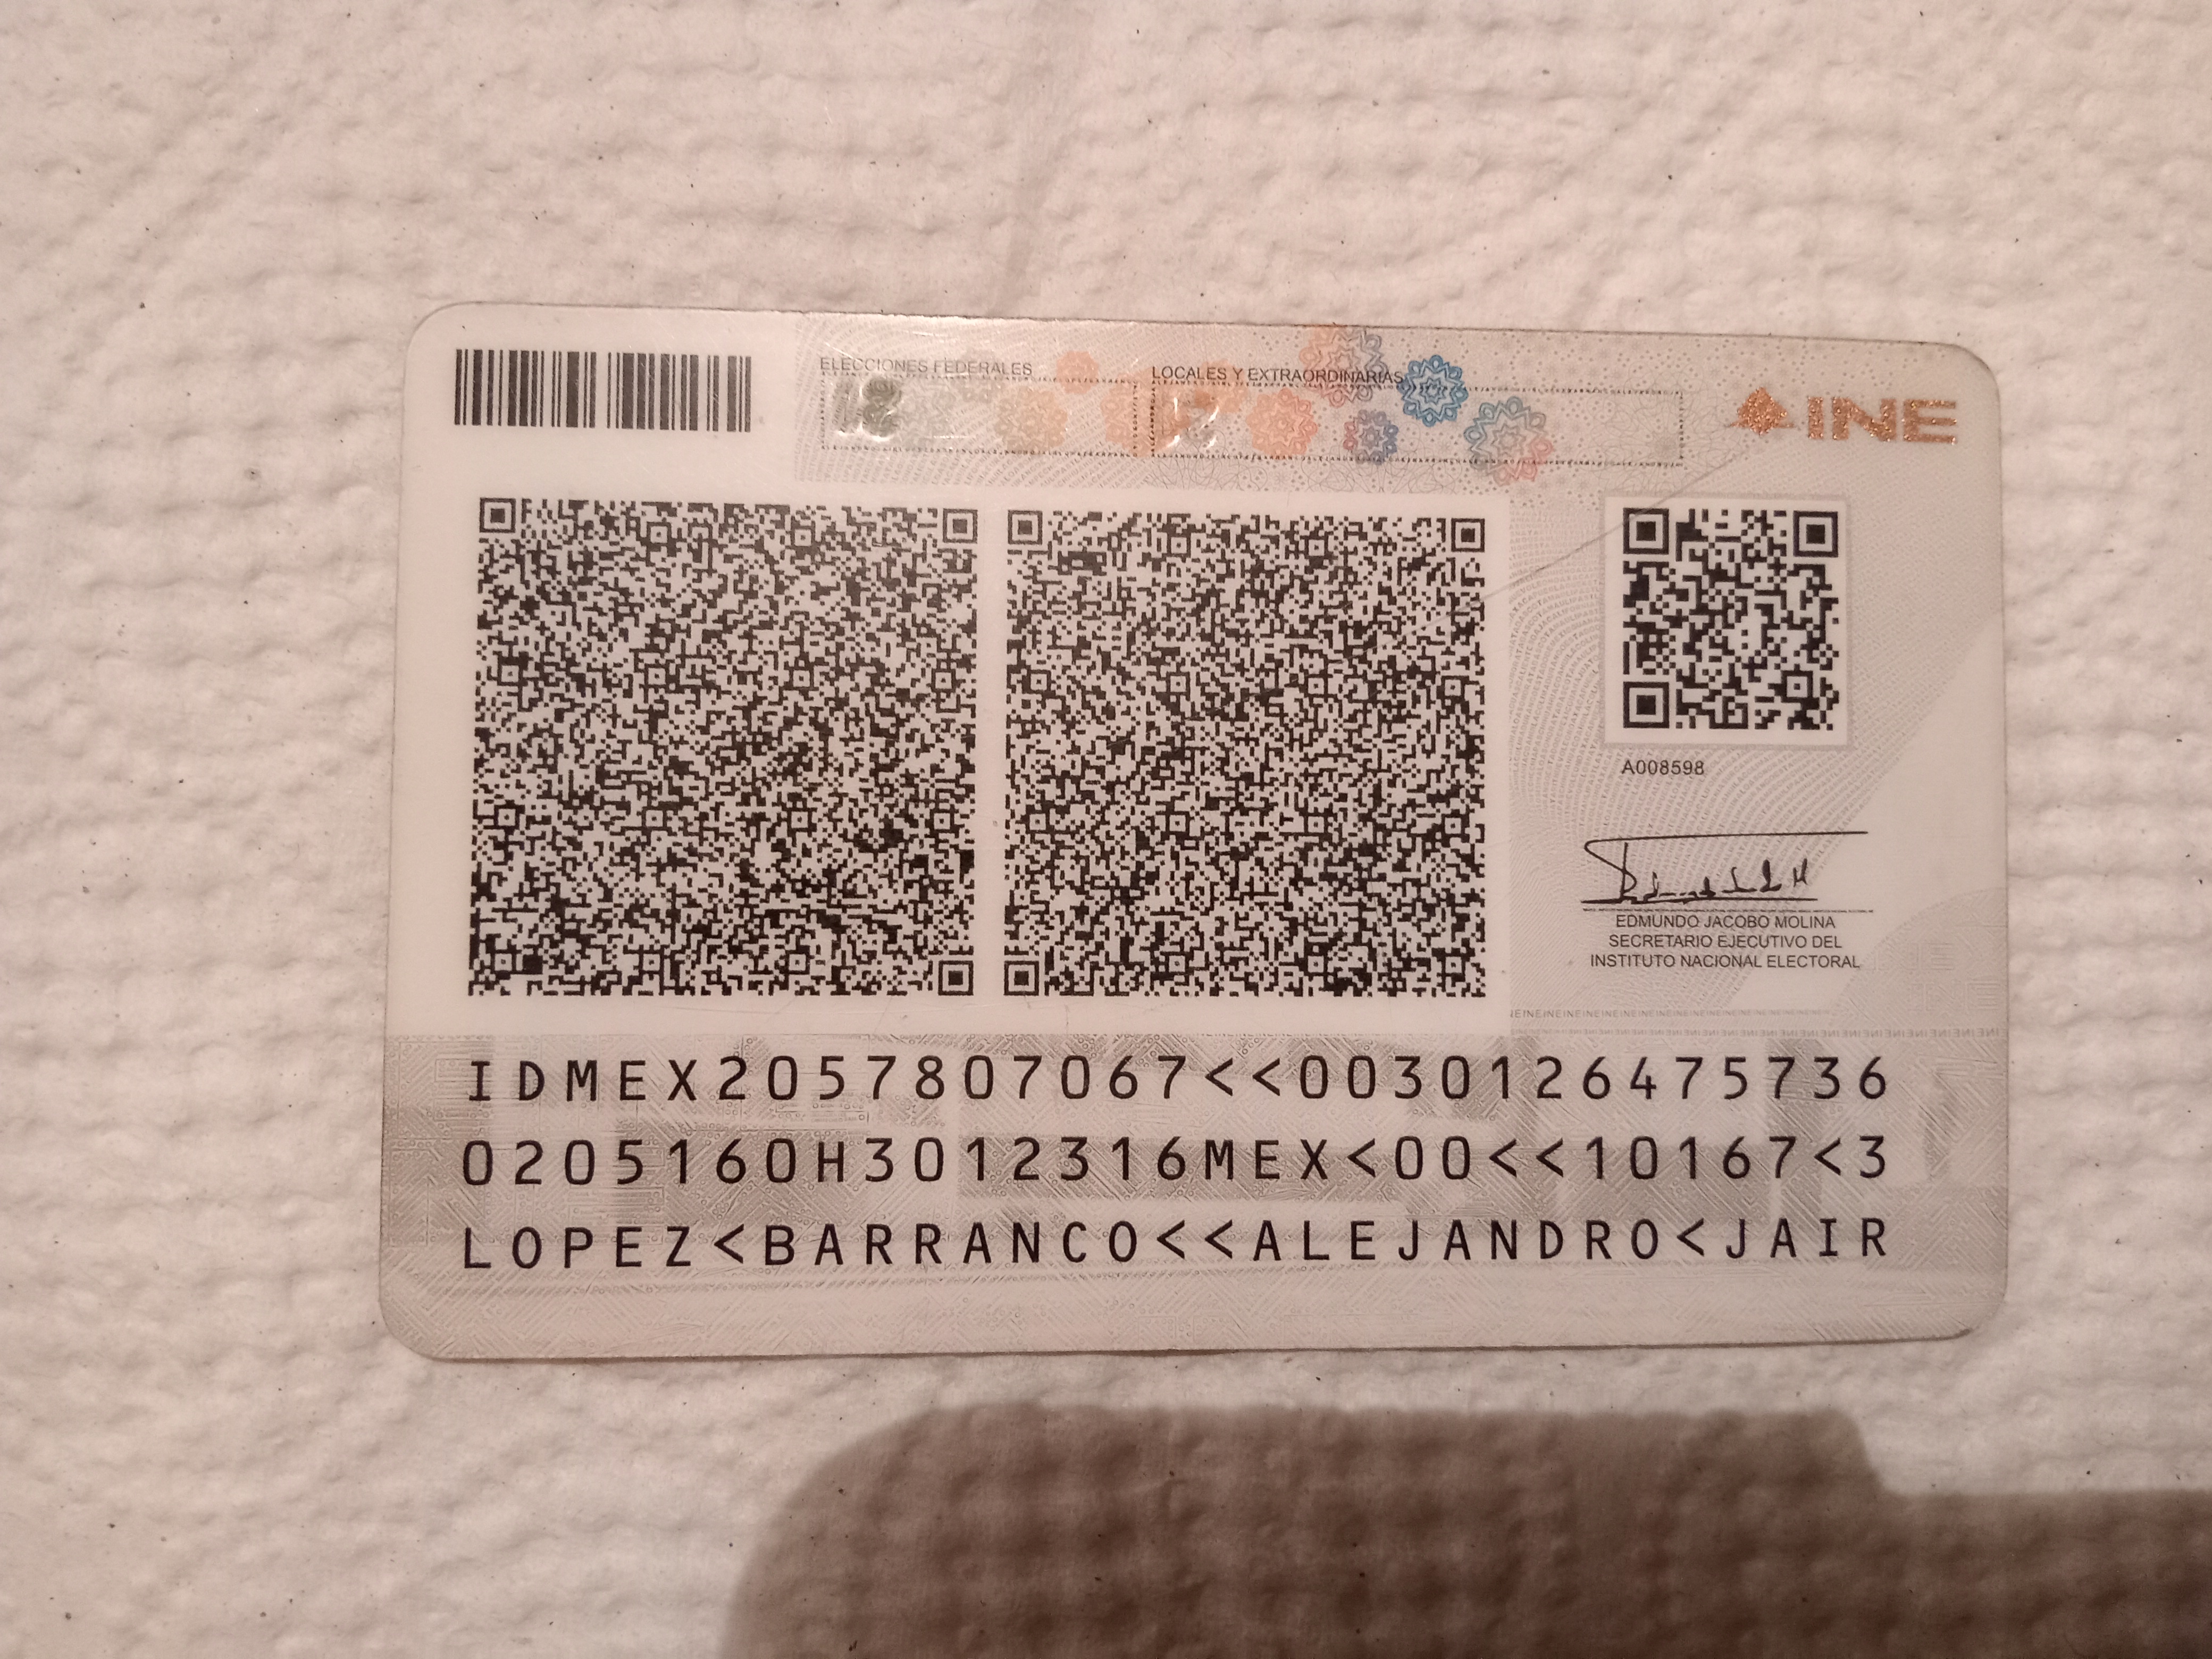 ELECCIONES FEDERALES
LOCALES Y EXTRAORDINARIAS
INE
A008598
EDMUNDO JACOBO MOLINA
SECRETARIO EJECUTIVO DEL
INSTITUTO NACIONAL ELECTORAL
IDMEX2057807067<<0030126475736
0205160H3012316MEX<00<<10167<3
LOPEZ<BARRANCO<<ALEJANDRO<JAIR